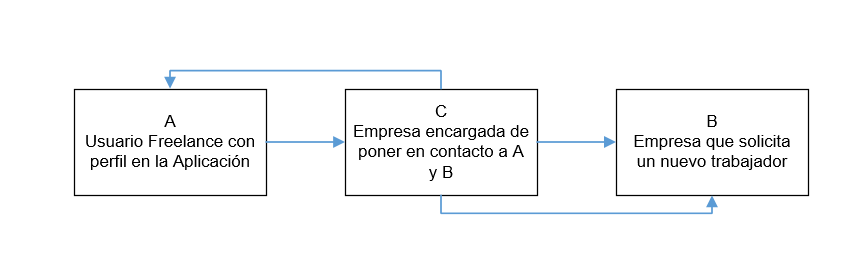 A
Usuario Freelance con
perfil en la Aplicación
C
Empresa encargada de
poner en contacto a A
y B
B
Empresa que solicita
un nuevo trabajador